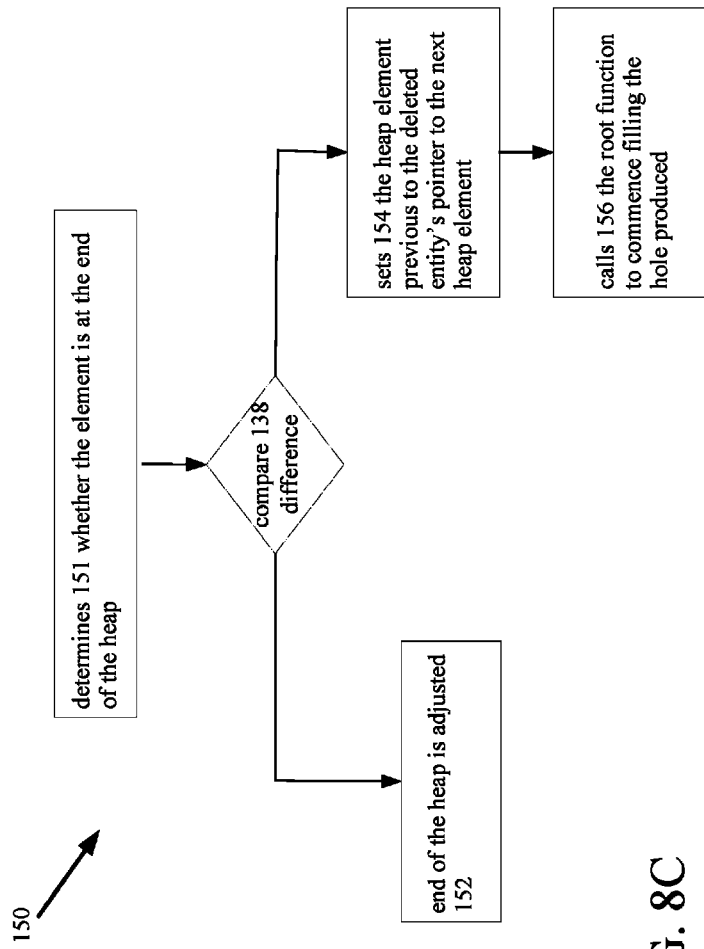 150
determines 151 whether the element is at the end
of the heap
compare 138
difference
end of the heap is adjusted
152
sets 154 the heap element
previous to the deleted
entity's pointer to the next
heap element
calls 156 the root function
to commence filling the
hole produced
8C